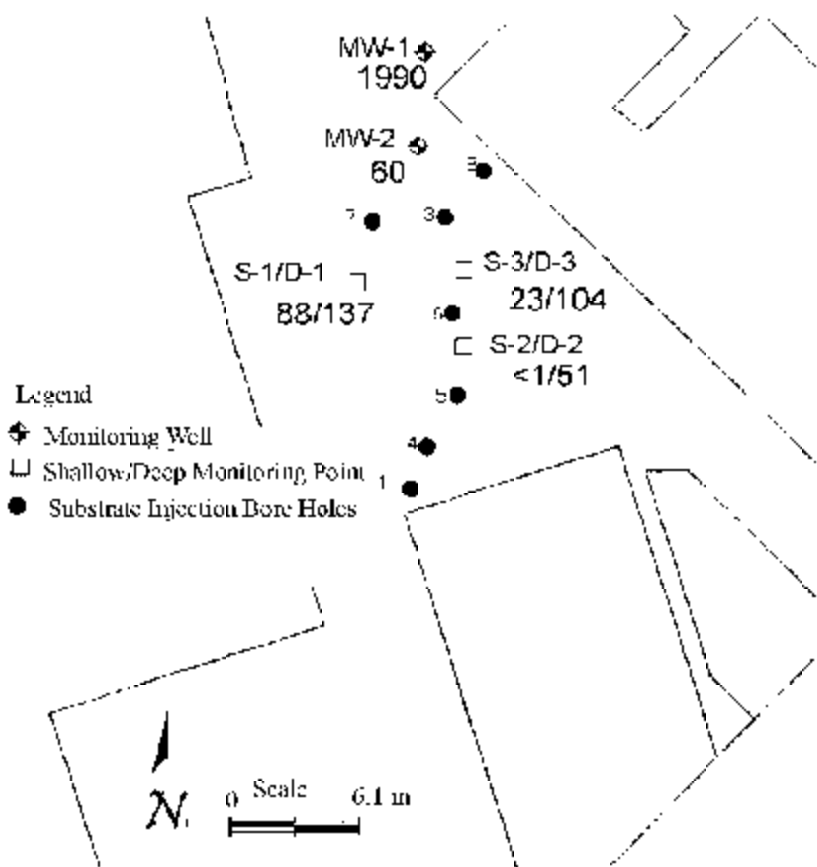 MW-1
1990
MW-2
60
8
7
3
S-1/D-1
88/137
S-3/D-3
23/104
6
S-2/D-2
<1/51
5
4
1
Legend
Monitoring Well
Shallow/Deep Monitoring Point
Substrate Injection Bore Holes
N
0 Scale 6.1 m